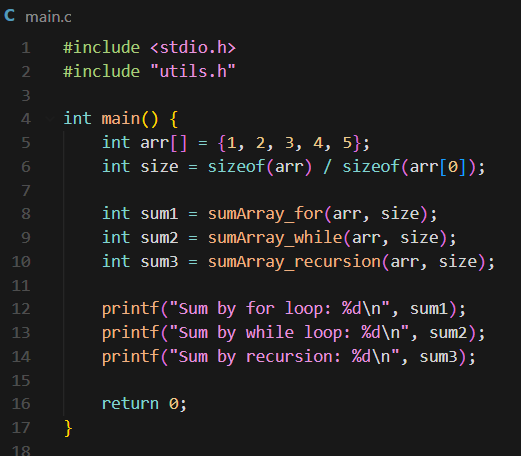 C main.c
1 #include <stdio.h>
2 #include "utils.h"
3
4 int main() {
5     int arr[] = {1, 2, 3, 4, 5};
6     int size = sizeof(arr) / sizeof(arr[0]);
7
8     int sum1 = sumArray_for(arr, size);
9     int sum2 = sumArray_while(arr, size);
10     int sum3 = sumArray_recursion(arr, size);
11
12     printf("Sum by for loop: %d\n", sum1);
13     printf("Sum by while loop: %d\n", sum2);
14     printf("Sum by recursion: %d\n", sum3);
15
16     return 0;
17 }
18